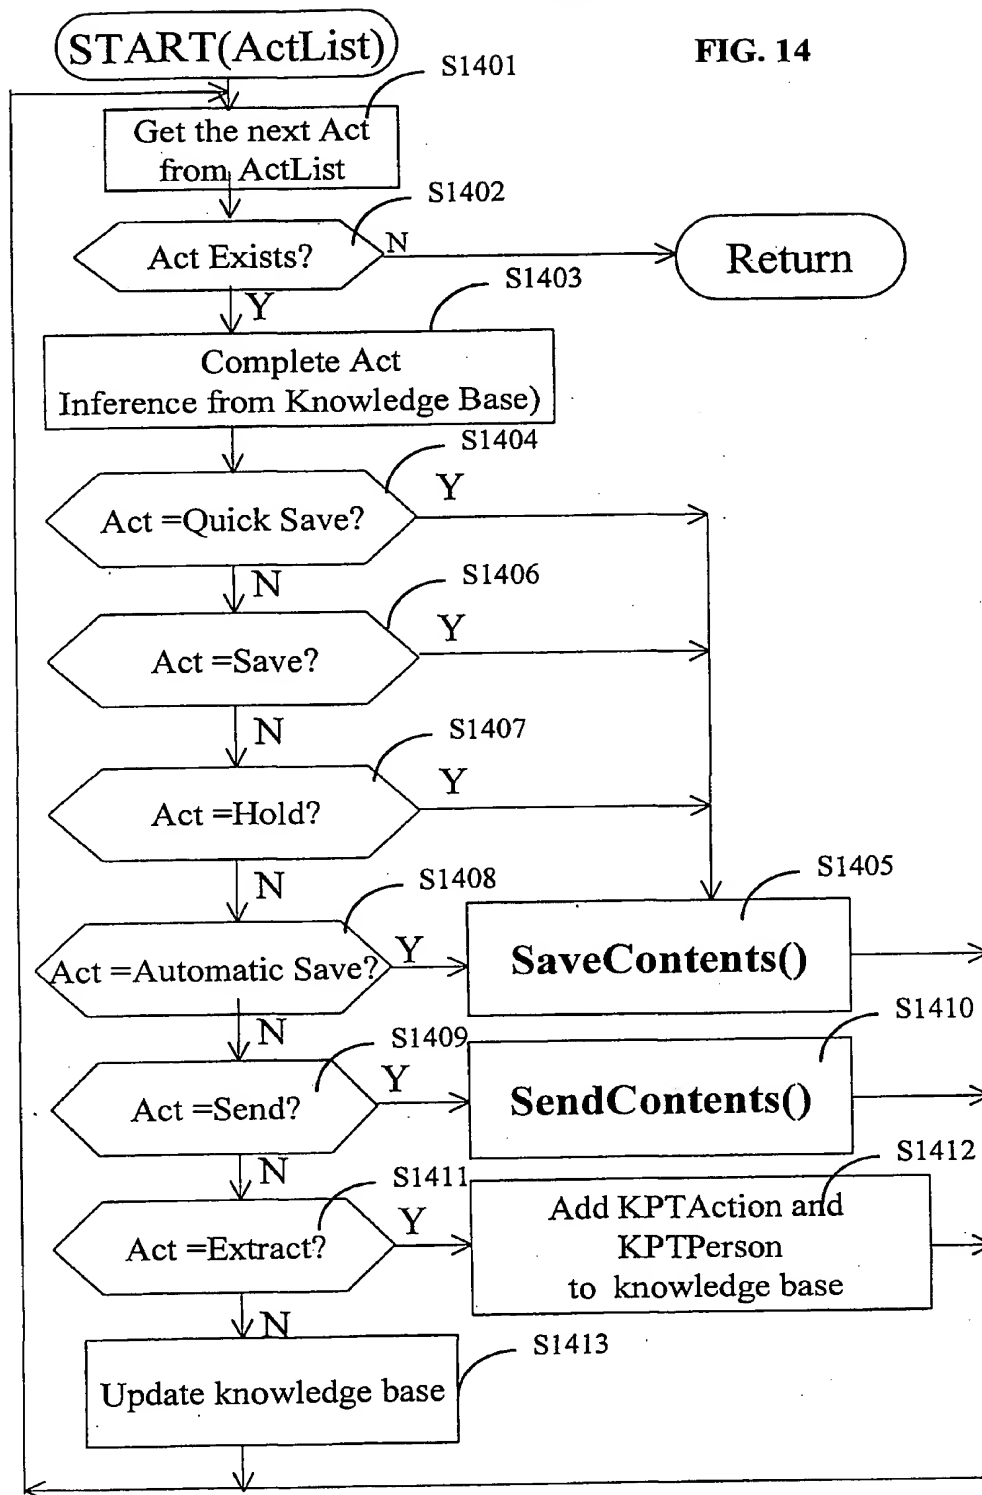 START(ActList)
FIG. 14
S1401
Get the next Act
from ActList
S1402
Act Exists?
N
Return
S1403
Y
Complete Act
Inference from Knowledge Base)
S1404
Y
Act =Quick Save?
N
S1406
Y
Act =Save?
N
S1407
Y
Act =Hold?
N
S1408
S1405
Act =Automatic Save?
Y
SaveContents()
N
S1409
S1410
Act =Send?
Y
SendContents()
N
S1411
S1412
Act =Extract?
Y
Add KPTAction and
KPTPerson
to knowledge base
N
S1413
Update knowledge base